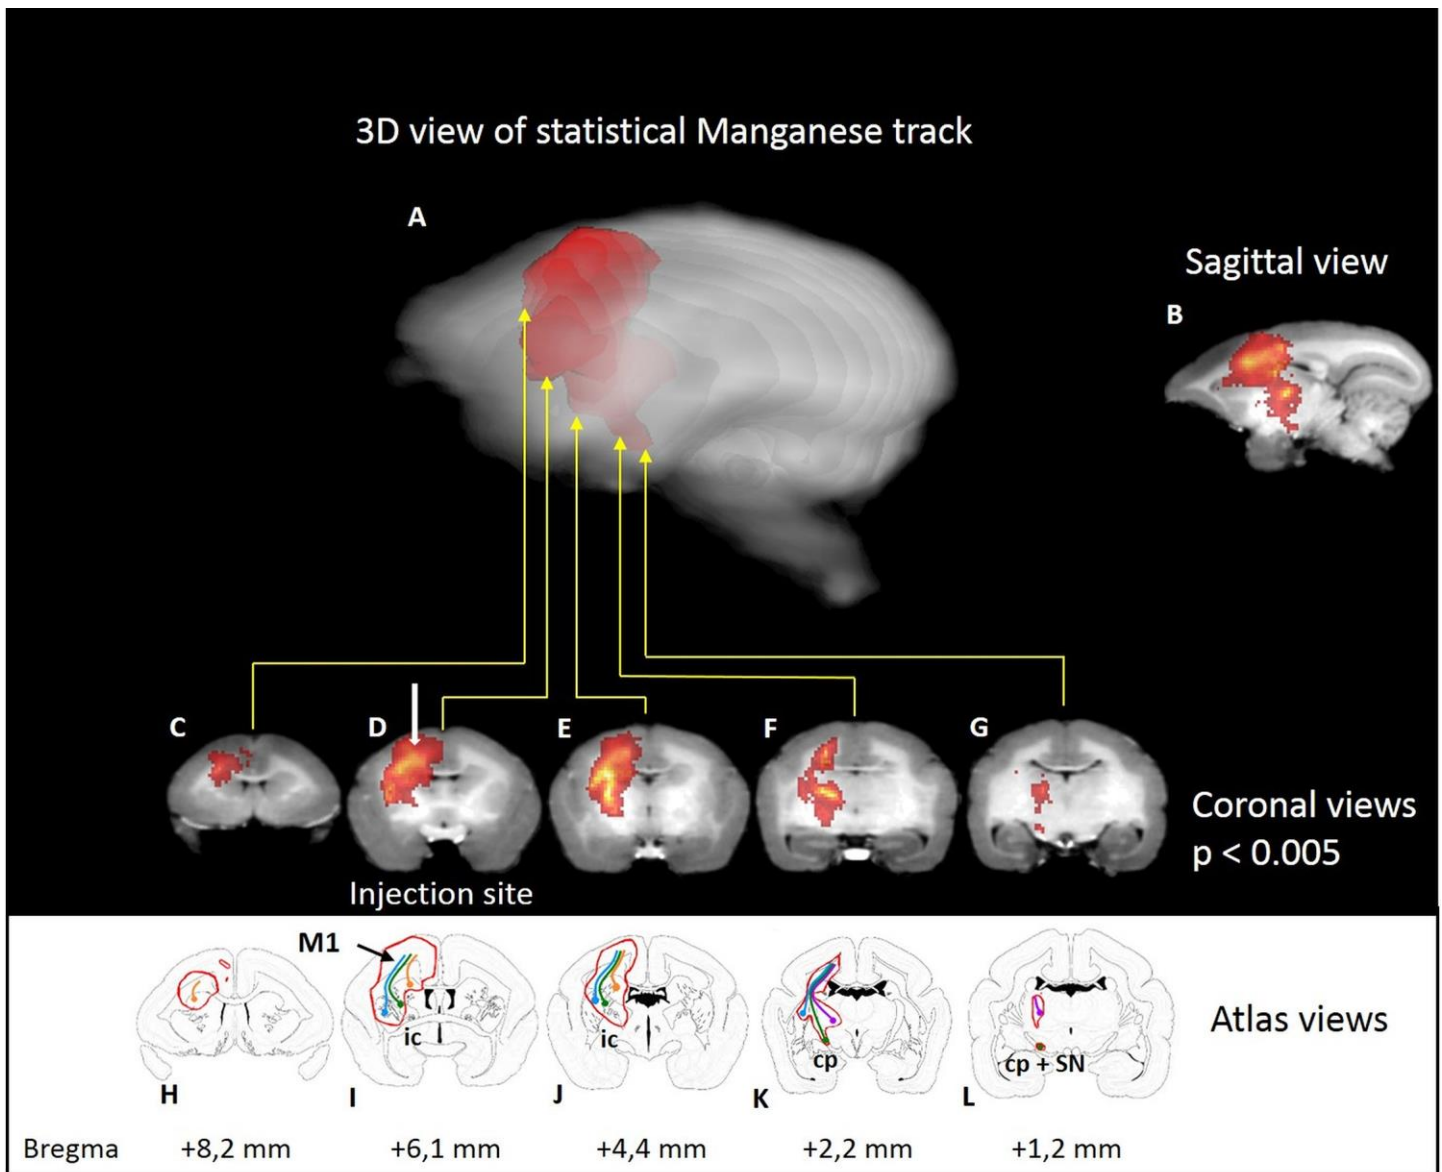 3D view of statistical Manganese track
A
Sagittal view
B
C
D
E
F
G
Coronal views
p < 0.005
Injection site
M1
Atlas views
ic
ic
cp
cp + SN
H
I
J
K
L
Bregma +8,2 mm +6,1 mm +4,4 mm +2,2 mm +1,2 mm